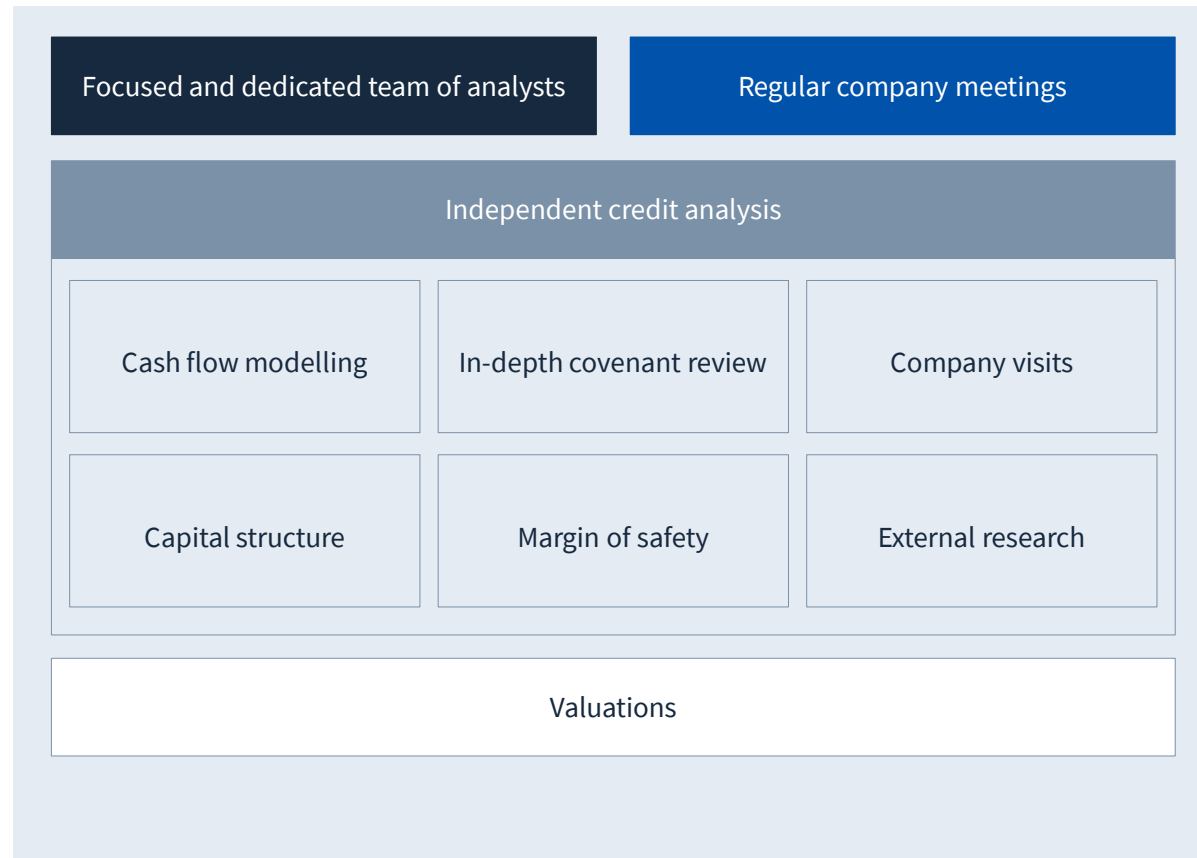 Focused and dedicated team of analysts
Regular company meetings
Independent credit analysis
Cash flow modelling
In-depth covenant review
Company visits
Capital structure
Margin of safety
External research
Valuations